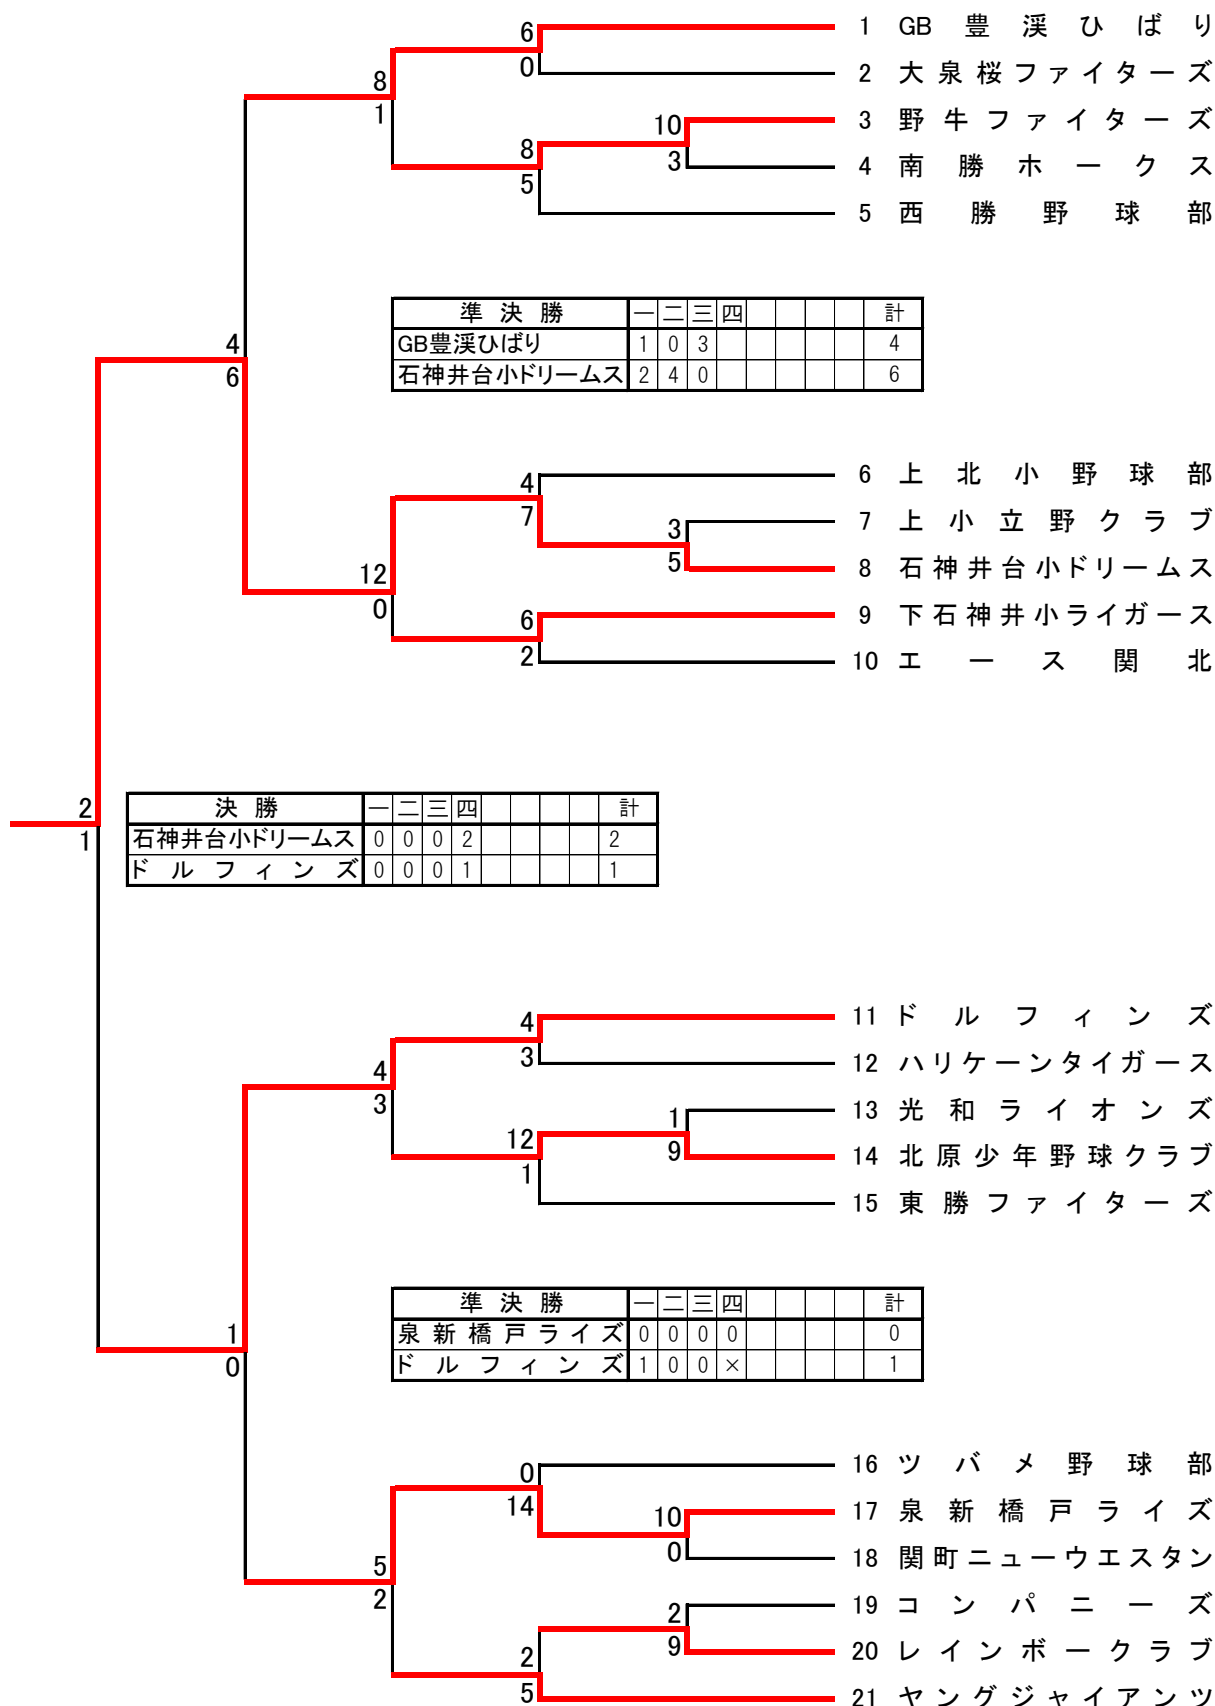 6 1 GB豊渓ひばり
0 2 大泉桜ファイターズ
8
1
10 3 野牛ファイターズ
8
3 4 南勝ホークス
5
5 西勝野球部
準決勝 一 二 三 四 計
GB豊渓ひばり 1 0 3 4
石神井台小ドリームス 2 4 0 6
4
6
4 6 上北小野球部
7
3 7 上小立野クラブ
5 8 石神井台小ドリームス
12
0
6 9 下石神井小ライガース
2 10 エース関北
2
1
決勝 一 二 三 四 計
石神井台小ドリームス 0 0 0 2 2
ドルフィンズ 0 0 0 1 1
4 11 ドルフィンズ
3 12 ハリケーンタイガース
4
3
1 13 光和ライオンズ
12
9 14 北原少年野球クラブ
1
15 東勝ファイターズ
準決勝 一 二 三 四 計
泉新橋戸ライズ 0 0 0 0 0
ドルフィンズ 1 0 0 × 1
1
0
0 16 ツバメ野球部
14
10 17 泉新橋戸ライズ
0 18 関町ニューウエスタン
5
2
2 19 コンパニーズ
9 20 レインボークラブ
2
5 21 ヤングジャイアンツ